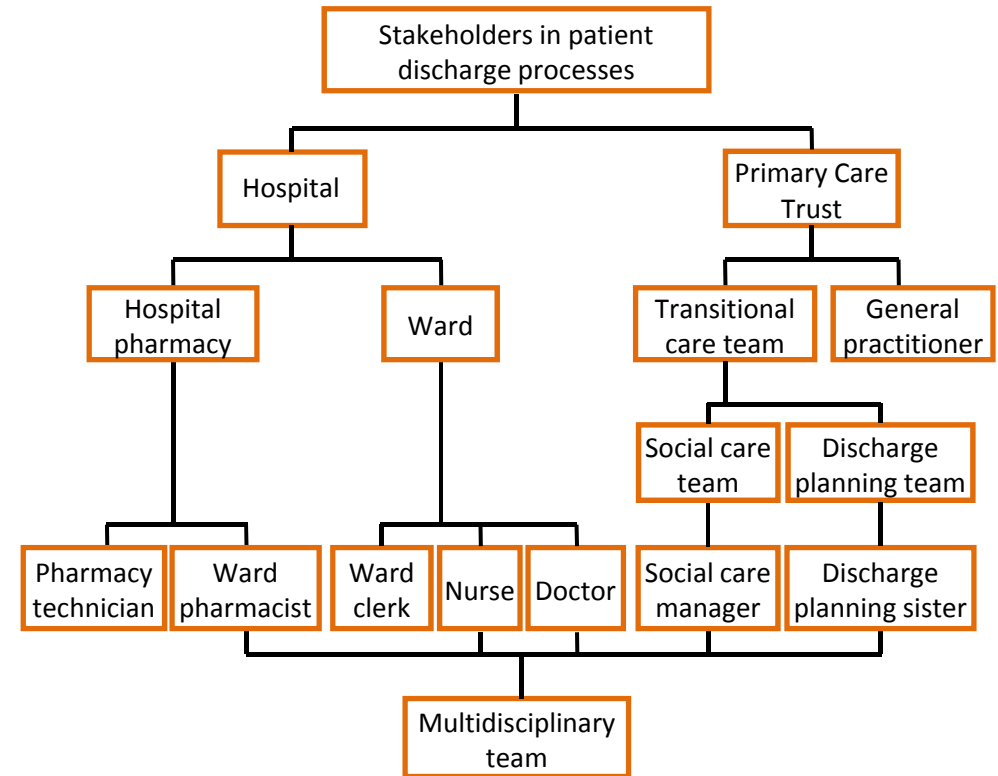 Stakeholders in patient
discharge processes
Hospital
Primary Care
Trust
Hospital
pharmacy
Ward
Transitional
care team
General
practitioner
Social care
team
Discharge
planning team
Pharmacy
technician
Ward
pharmacist
Ward
clerk
Nurse
Doctor
Social care
manager
Discharge
planning sister
Multidisciplinary
team